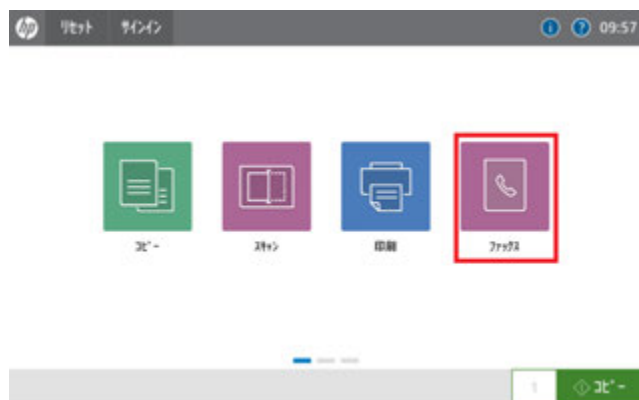 hp リセット サインイン i ? 09:57
コピー スキャン 印刷 ファックス
1 コピー